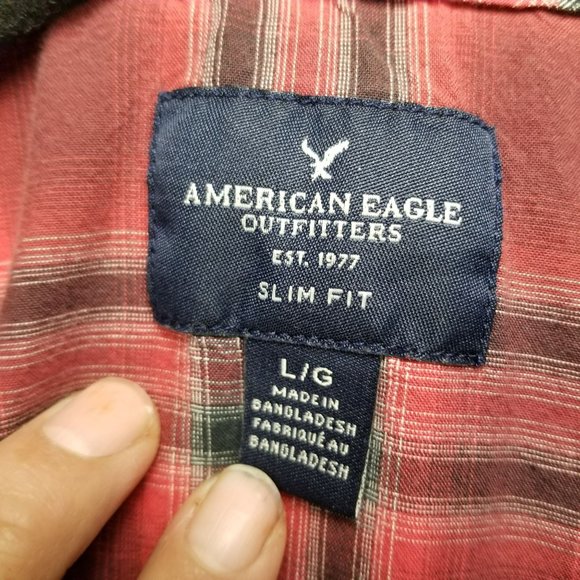 AMERICAN EAGLE
OUTFITTERS
EST. 1977
SLIM FIT
L/G
MADE IN
BANGLADESH
FABRIQUÉ AU
BANGLADESH